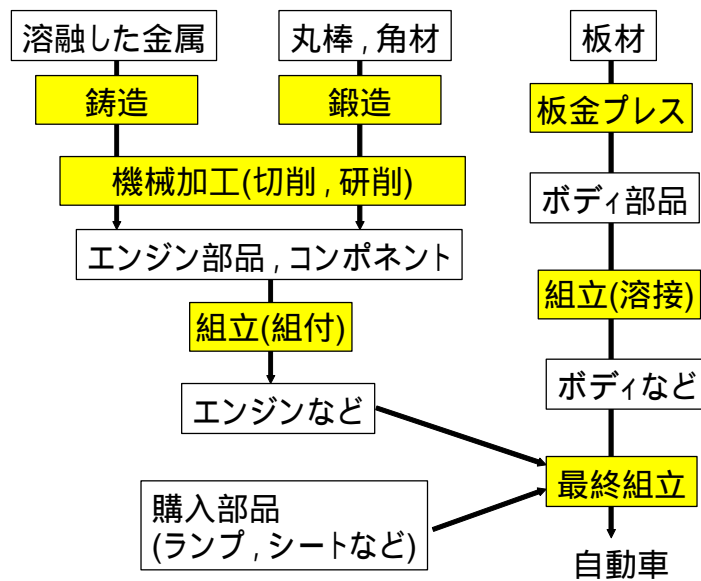 溶融した金属
丸棒 , 角材
板材
鋳造
鍛造
板金プレス
機械加工(切削 , 研削)
ボディ部品
エンジン部品 , コンポネント
組立(溶接)
組立(組付)
エンジンなど
ボディなど
購入部品
(ランプ , シートなど)
最終組立
自動車